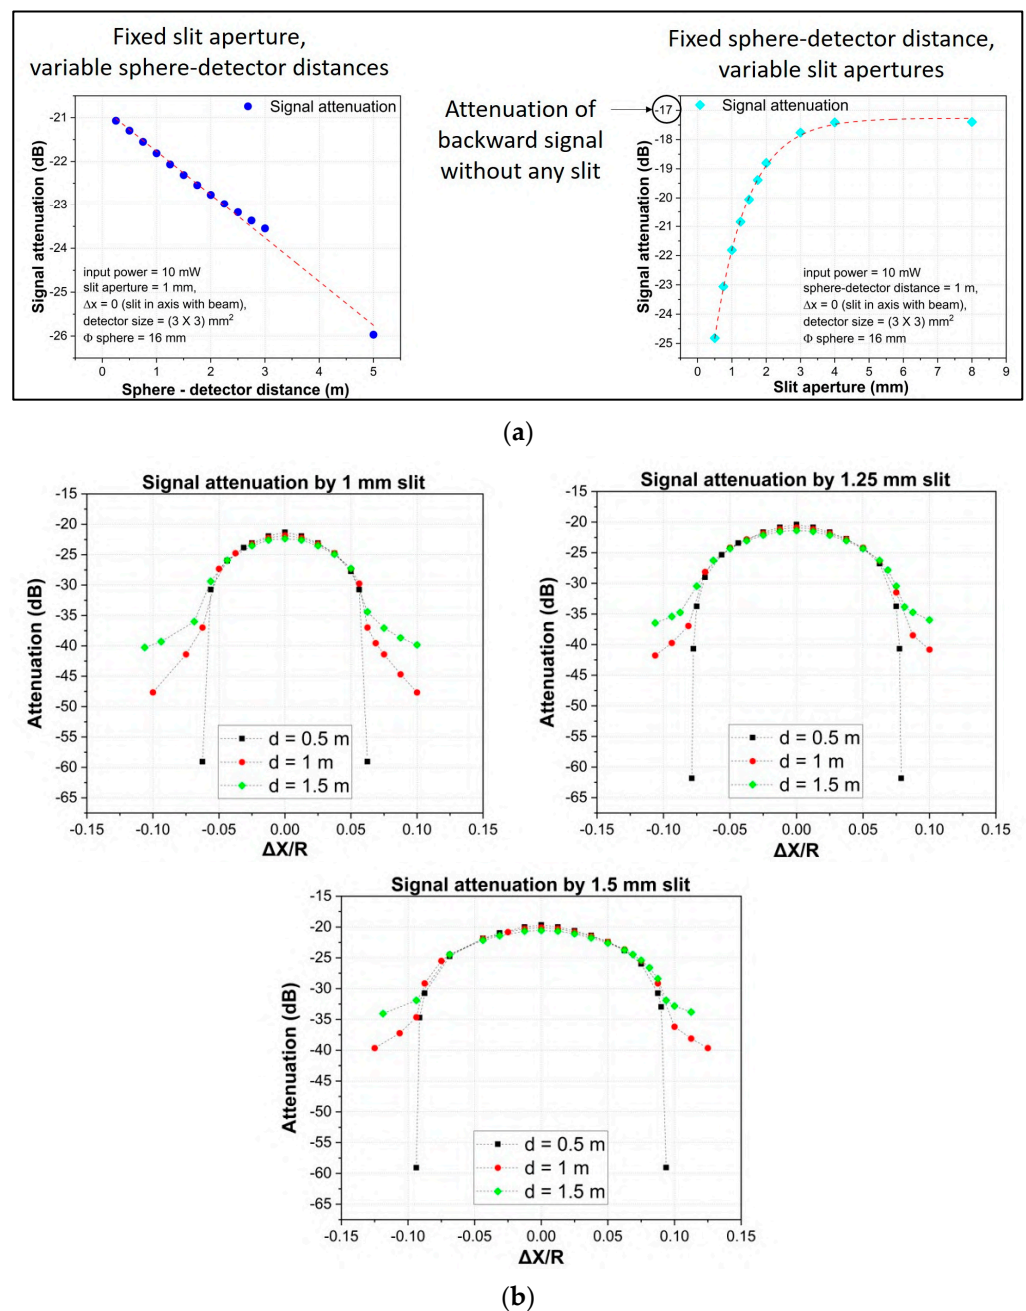 Fixed slit aperture,
variable sphere-detector distances
Signal attenuation
Signal attenuation (dB)
-21
-22
-23
-24
-25
-26
input power = 10 mW
slit aperture = 1 mm,
Δx = 0 (slit in axis with beam),
detector size = (3 X 3) mm²
Φ sphere = 16 mm
0 1 2 3 4 5
Sphere - detector distance (m)
Attenuation of
backward signal
without any slit
Fixed sphere-detector distance,
variable slit apertures
Signal attenuation
Signal attenuation (dB)
-17
-18
-19
-20
-21
-22
-23
-24
-25
input power = 10 mW
sphere-detector distance = 1 m,
Δx = 0 (slit in axis with beam),
detector size = (3 X 3) mm²
Φ sphere = 16 mm
0 1 2 3 4 5 6 7 8 9
Slit aperture (mm)
(a)
Signal attenuation by 1 mm slit
Attenuation (dB)
-15
-20
-25
-30
-35
-40
-45
-50
-55
-60
-65
d = 0.5 m
d = 1 m
d = 1.5 m
-0.15 -0.10 -0.05 0.00 0.05 0.10 0.15
ΔX/R
Signal attenuation by 1.25 mm slit
Attenuation (dB)
-15
-20
-25
-30
-35
-40
-45
-50
-55
-60
-65
d = 0.5 m
d = 1 m
d = 1.5 m
-0.15 -0.10 -0.05 0.00 0.05 0.10 0.15
ΔX/R
Signal attenuation by 1.5 mm slit
Attenuation (dB)
-15
-20
-25
-30
-35
-40
-45
-50
-55
-60
-65
d = 0.5 m
d = 1 m
d = 1.5 m
-0.15 -0.10 -0.05 0.00 0.05 0.10 0.15
ΔX/R
(b)